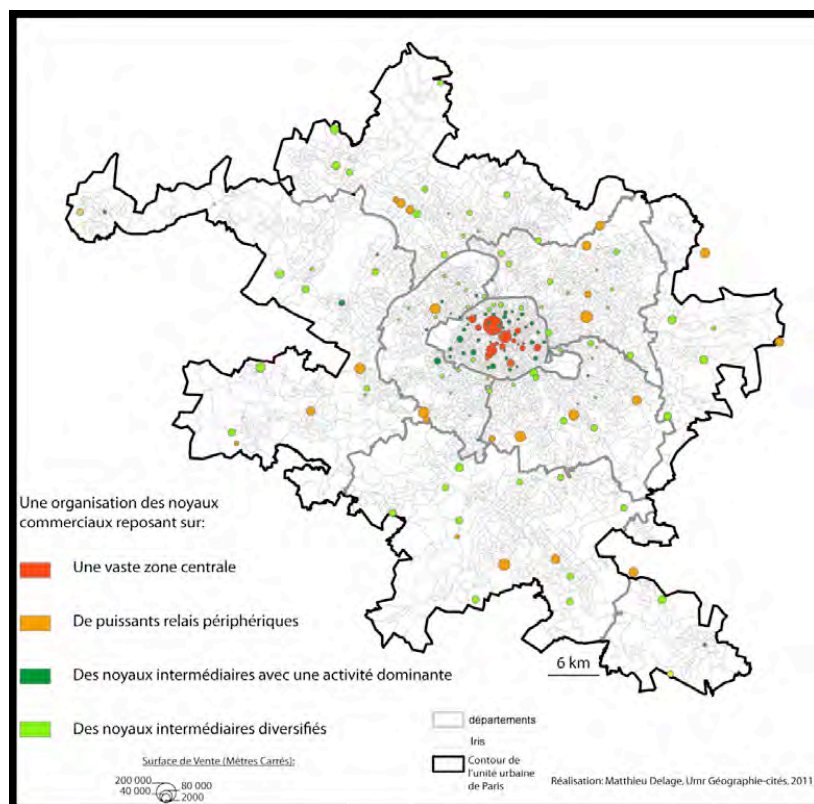 Une organisation des noyaux
commerciaux reposant sur:
Une vaste zone centrale
De puissants relais périphériques
Des noyaux intermédiaires avec une activité dominante
Des noyaux intermédiaires diversifiés
Surface de Vente (Mètres Carrés):
200 000
80 000
40 000
2000
6 km
départements
Iris
Contour de
l'unité urbaine
de Paris
Réalisation: Matthieu Delage, Umr Géographie-cités, 2011